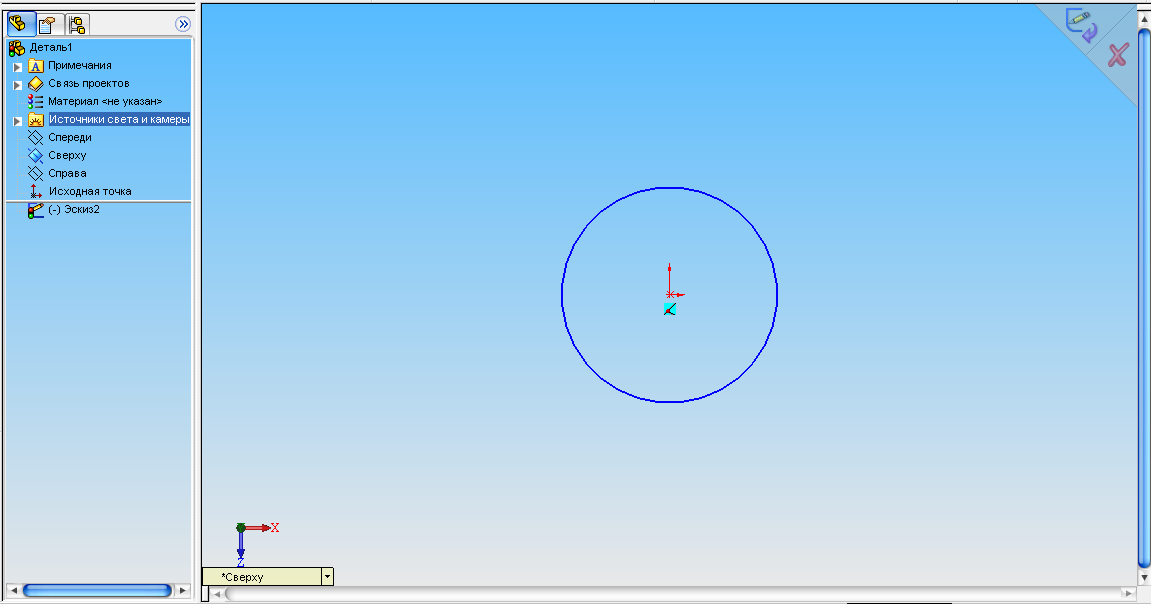 Деталь1
Примечания
Связь проектов
Материал <не указан>
Источники света и камеры
Спереди
Сверху
Справа
Исходная точка
(-) Эскиз2
X
Z
*Сверху